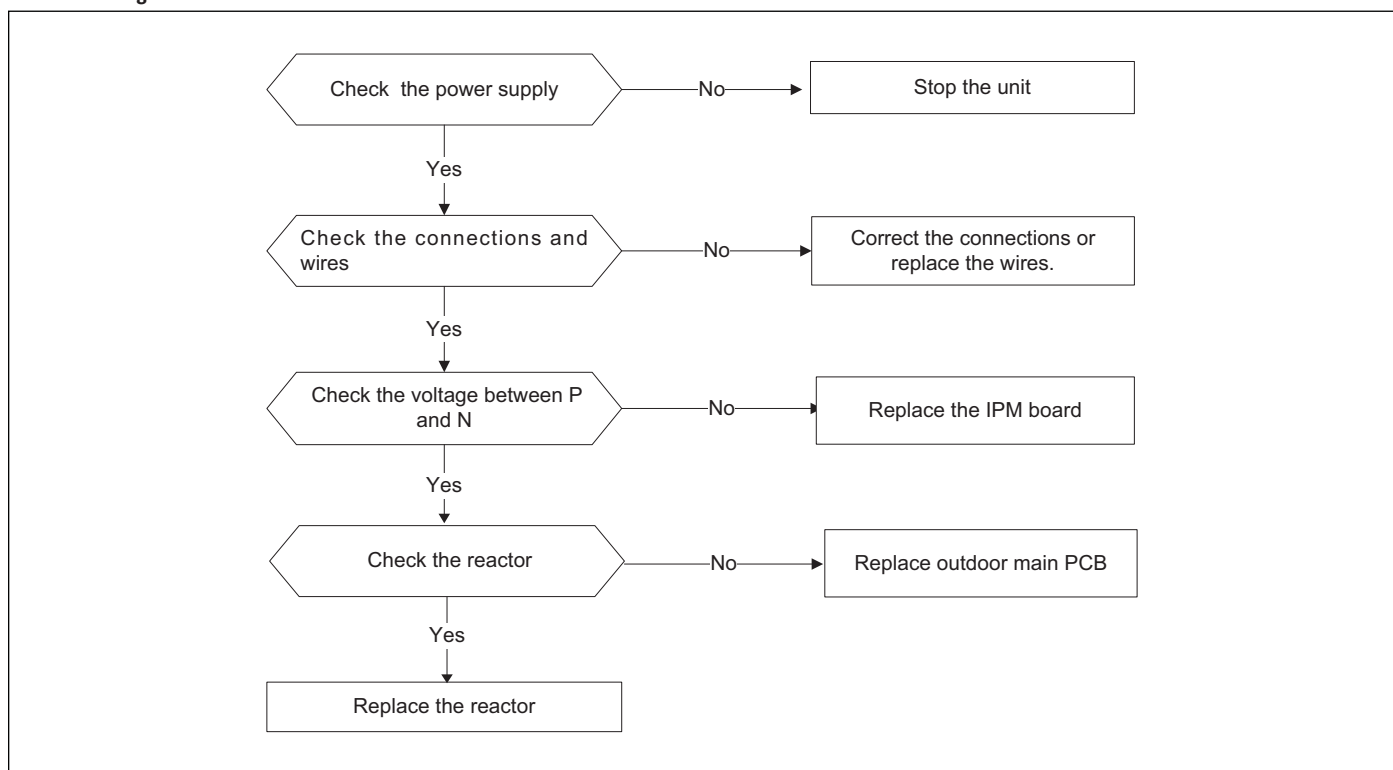 Check the power supply
No
Stop the unit
Yes
Check the connections and
wires
No
Correct the connections or
replace the wires.
Yes
Check the voltage between P
and N
No
Replace the IPM board
Yes
Check the reactor
No
Replace outdoor main PCB
Yes
Replace the reactor